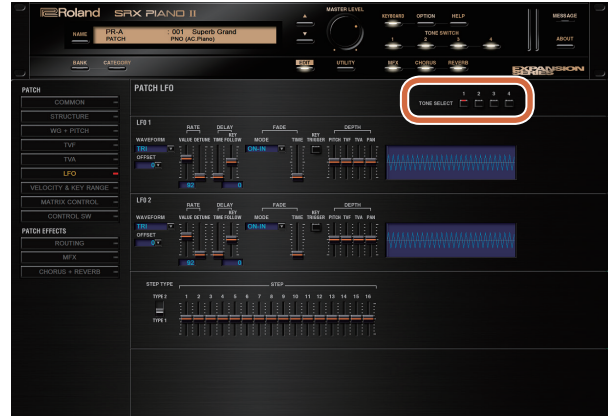 Roland SRX PIANO II
MASTER LEVEL
KEYBOARD OPTION HELP
MESSAGE
NAME
PR-A : 001 Superb Grand
PATCH PNO (AC.Piano)
TONE SWITCH
1 2 3 4
ABOUT
BANK CATEGORY
EDIT UTILITY
MFX CHORUS REVERB
EXPANSION
SERIES
PATCH
COMMON
STRUCTURE
WG + PITCH
TVF
TVA
LFO
VELOCITY & KEY RANGE
MATRIX CONTROL
CONTROL SW
PATCH EFFECTS
ROUTING
MFX
CHORUS + REVERB
PATCH LFO
TONE SELECT 1 2 3 4
LFO 1
RATE DELAY FADE DEPTH
WAVEFORM VALUE DETUNE TIME KEY FOLLOW MODE TIME KEY TRIGGER PITCH TVF TVA PAN
TRI ON-IN
OFFSET
0
82 0
LFO 2
RATE DELAY FADE DEPTH
WAVEFORM VALUE DETUNE TIME KEY FOLLOW MODE TIME KEY TRIGGER PITCH TVF TVA PAN
TRI ON-IN
OFFSET
0
82 0
STEP TYPE STEP
TYPE 2 1 2 3 4 5 6 7 8 9 10 11 12 13 14 15 16
TYPE 1